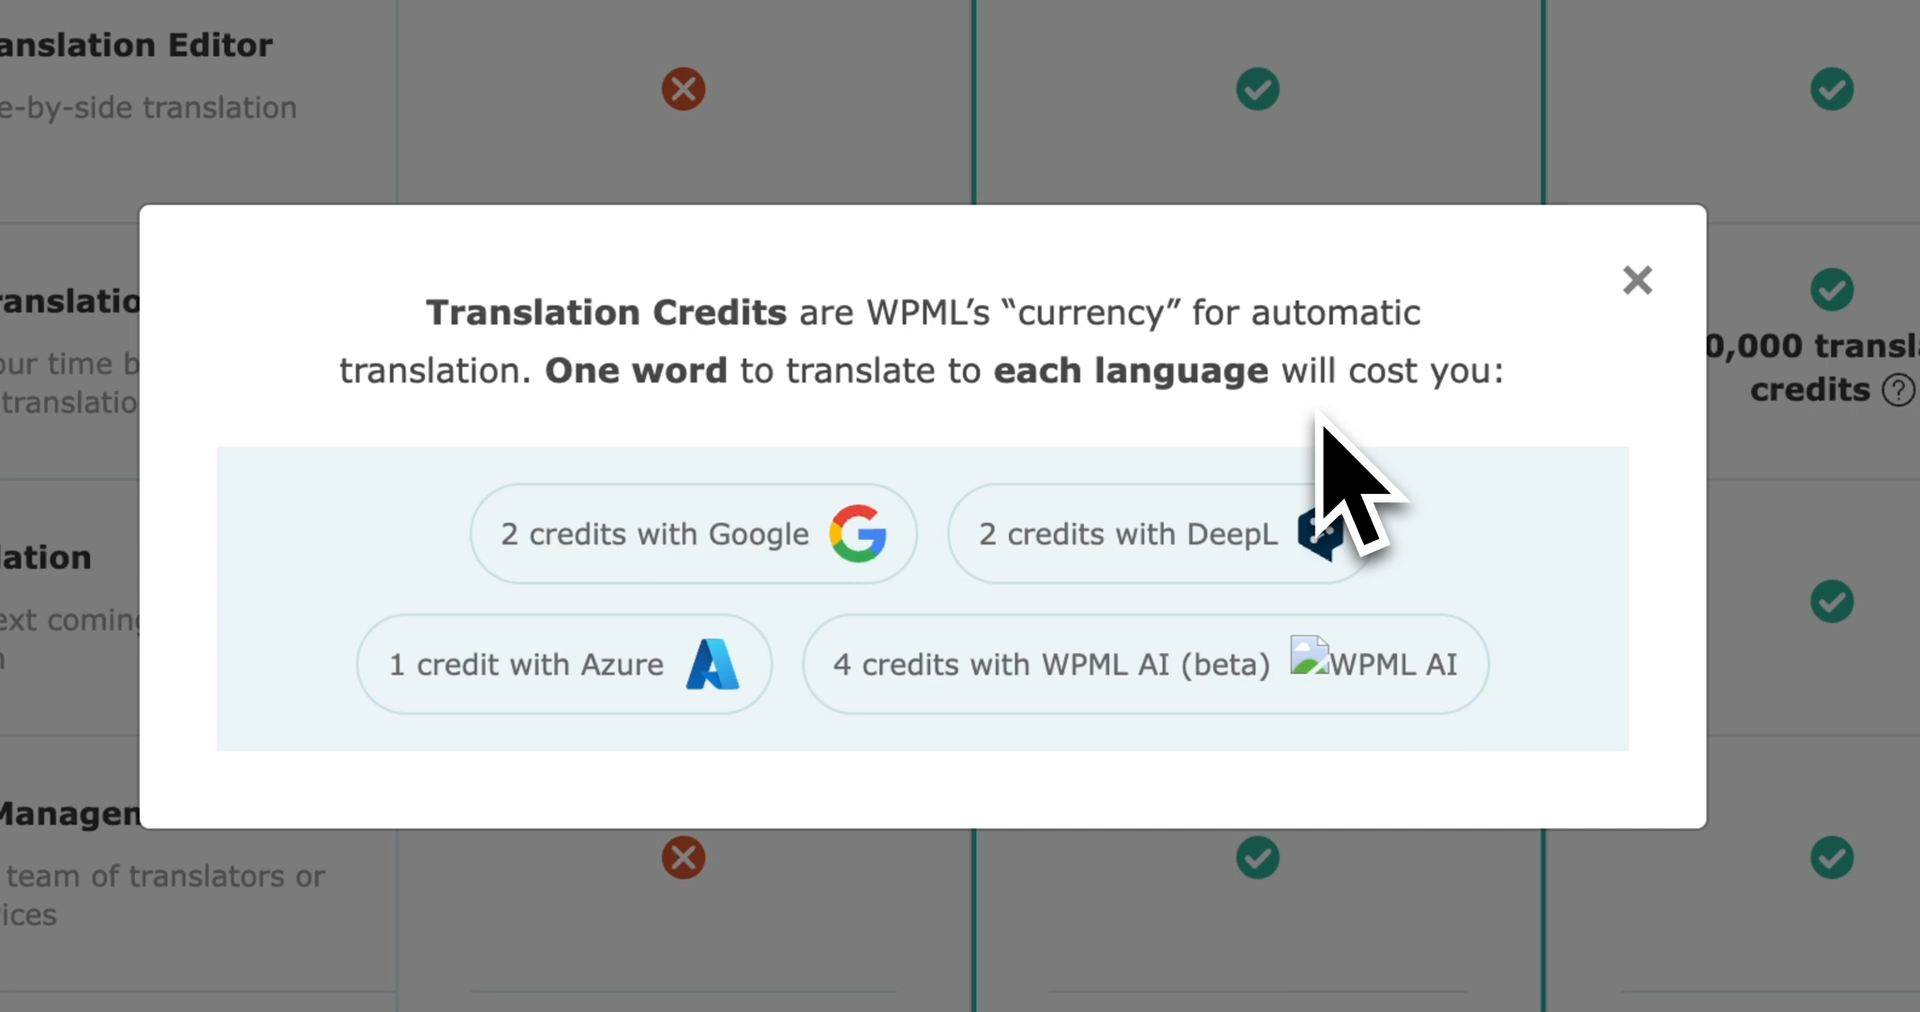 anslation Editor
e-by-side translation
Translation Credits are WPML’s “currency” for automatic
translation. One word to translate to each language will cost you:
ranslatio
our time b
translatio
0,000 transl
credits ?
2 credits with Google
2 credits with DeepL
lation
ext coming
1 credit with Azure
4 credits with WPML AI (beta) WPML AI
Managem
team of translators or
ices